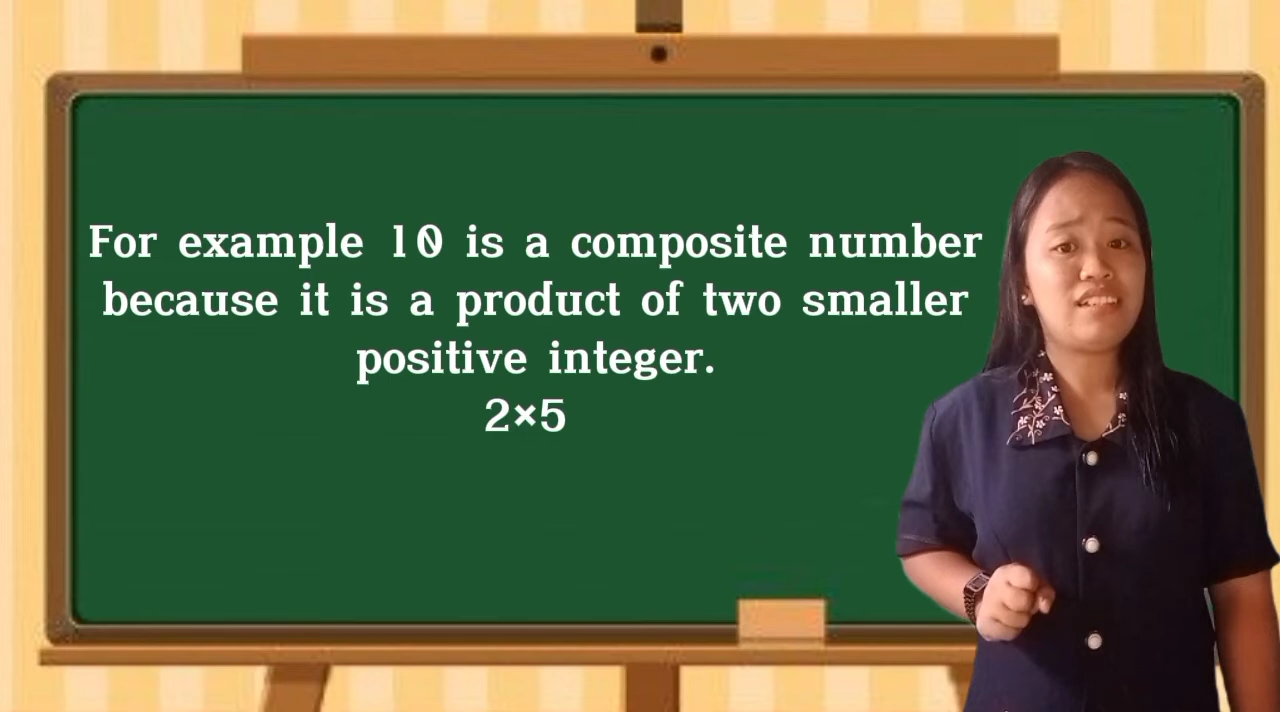 For example 10 is a composite number
because it is a product of two smaller
positive integer.
2×5